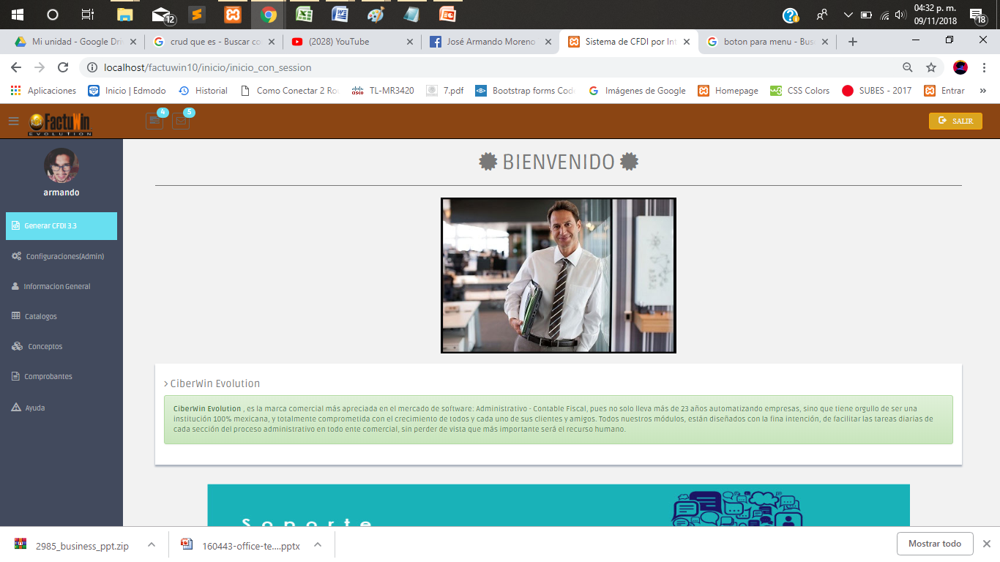 12
04:32 p. m.
09/11/2018
18
Mi unidad - Google Dri
crud que es - Buscar co
(2028) YouTube
José Armando Moreno
Sistema de CFDI por Int
boton para menu - Bus
localhost/factuwin10/inicio/inicio_con_session
Aplicaciones
Inicio | Edmodo
Historial
Como Conectar 2 Rou
TL-MR3420
7.pdf
Bootstrap forms Code
Imágenes de Google
Homepage
CSS Colors
SUBES - 2017
Entrar
»
FactuWin
EVOLUTION
4
5
SALIR
armando
Generar CFDI 3.3
Configuraciones(Admin)
Informacion General
Catalogos
Conceptos
Comprobantes
Ayuda
BIENVENIDO
CiberWin Evolution
CiberWin Evolution , es la marca comercial más apreciada en el mercado de software: Administrativo - Contable Fiscal, pues no solo lleva más de 23 años automatizando empresas, sino que tiene orgullo de ser una
institución 100% mexicana, y totalmente comprometida con el crecimiento de todos y cada uno de sus clientes y amigos. Todos nuestros módulos, están diseñados con la fina intención, de facilitar las tareas diarias de
cada sección del proceso administrativo en todo ente comercial, sin perder de vista que más importante será el recurso humano.
Soporte
2985_business_ppt.zip
160443-office-te....pptx
Mostrar todo